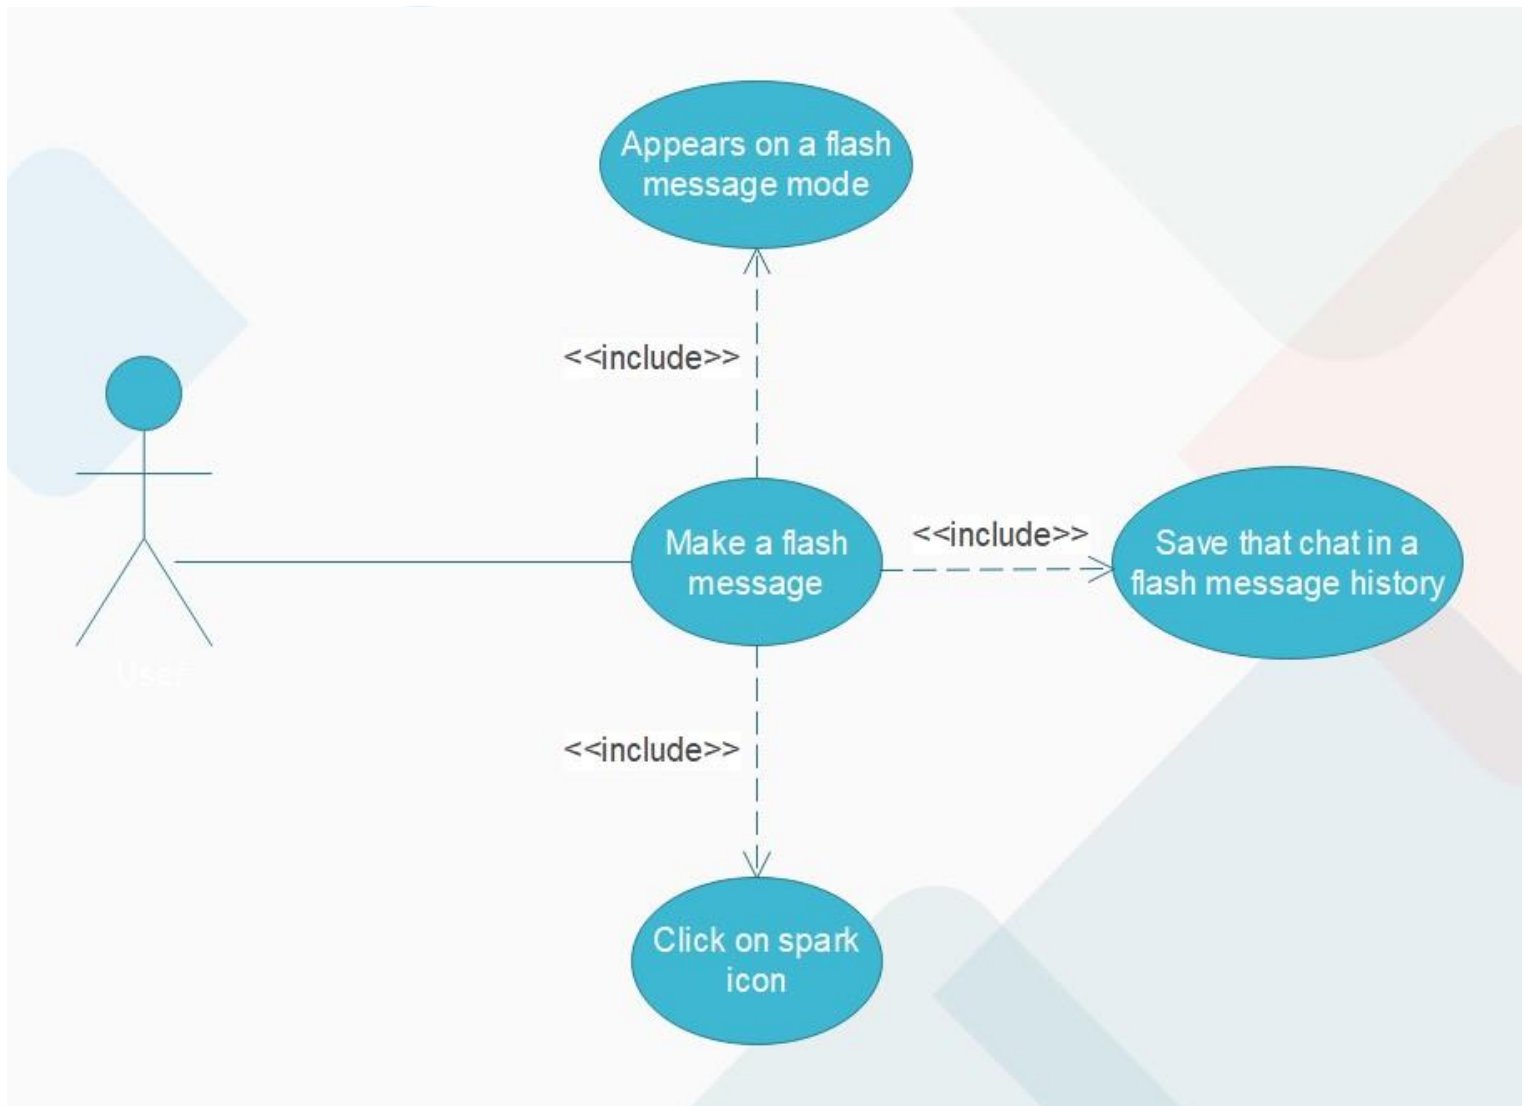 Appears on a flash
message mode
<<include>>
Make a flash
message
<<include>>
Save that chat in a
flash message history
User
<<include>>
Click on spark
icon